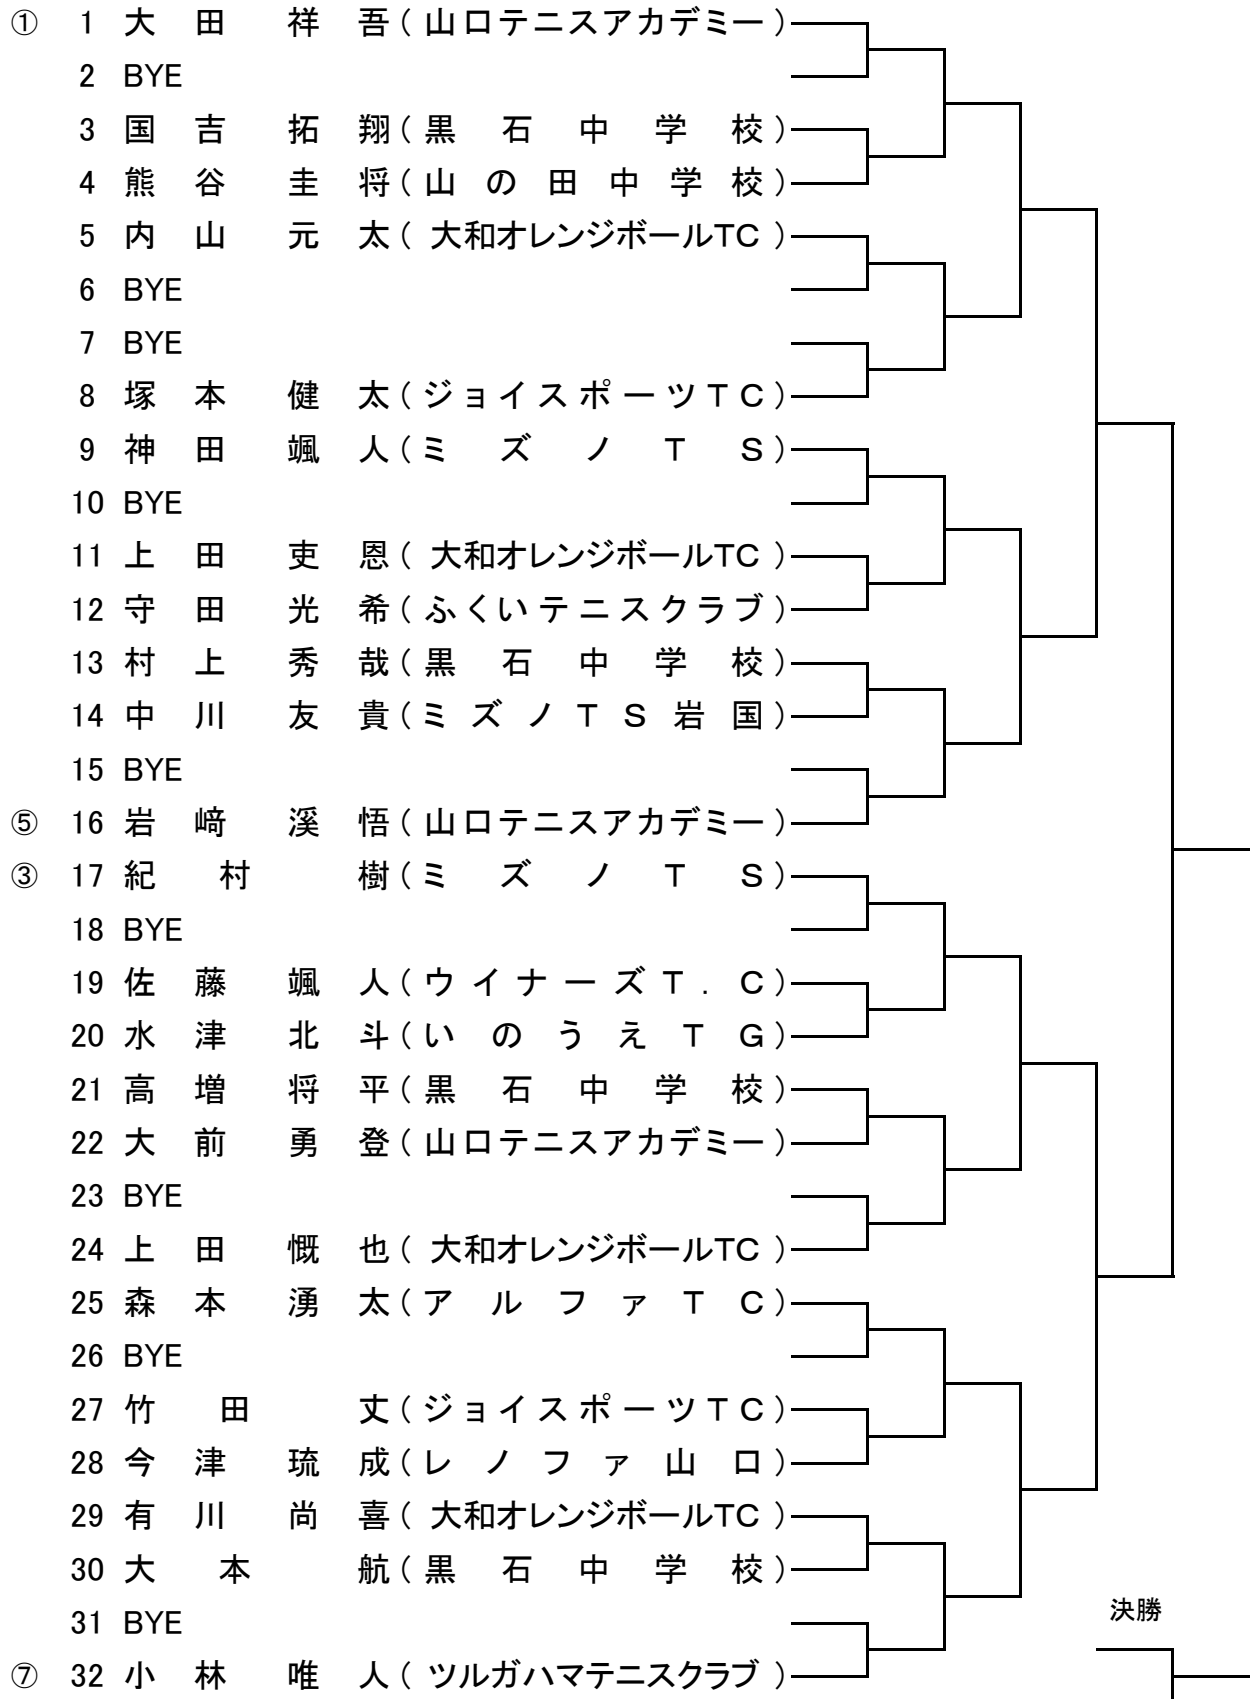 ① 1 大田 祥吾(山口テニスアカデミー)
2 BYE
3 国吉 拓翔(黒石中学校)
4 熊谷 圭将(山の田中学校)
5 内山 元太(大和オレンジボールTC)
6 BYE
7 BYE
8 塚本 健太(ジョイスポーツTC)
9 神田 颯人(ミズノTS)
10 BYE
11 上田 吏恩(大和オレンジボールTC)
12 守田 光希(ふくいテニスクラブ)
13 村上 秀哉(黒石中学校)
14 中川 友貴(ミズノTS岩国)
15 BYE
⑤ 16 岩﨑 溪悟(山口テニスアカデミー)
③ 17 紀村 樹(ミズノTS)
18 BYE
19 佐藤 颯人(ウイナーズT.C)
20 水津 北斗(いのうえTG)
21 高増 将平(黒石中学校)
22 大前 勇登(山口テニスアカデミー)
23 BYE
24 上田 慨也(大和オレンジボールTC)
25 森本 湧太(アルファTC)
26 BYE
27 竹田 丈(ジョイスポーツTC)
28 今津 琉成(レノファ山口)
29 有川 尚喜(大和オレンジボールTC)
30 大本 航(黒石中学校)
31 BYE
決勝
⑦ 32 小林 唯人(ツルガハマテニスクラブ)